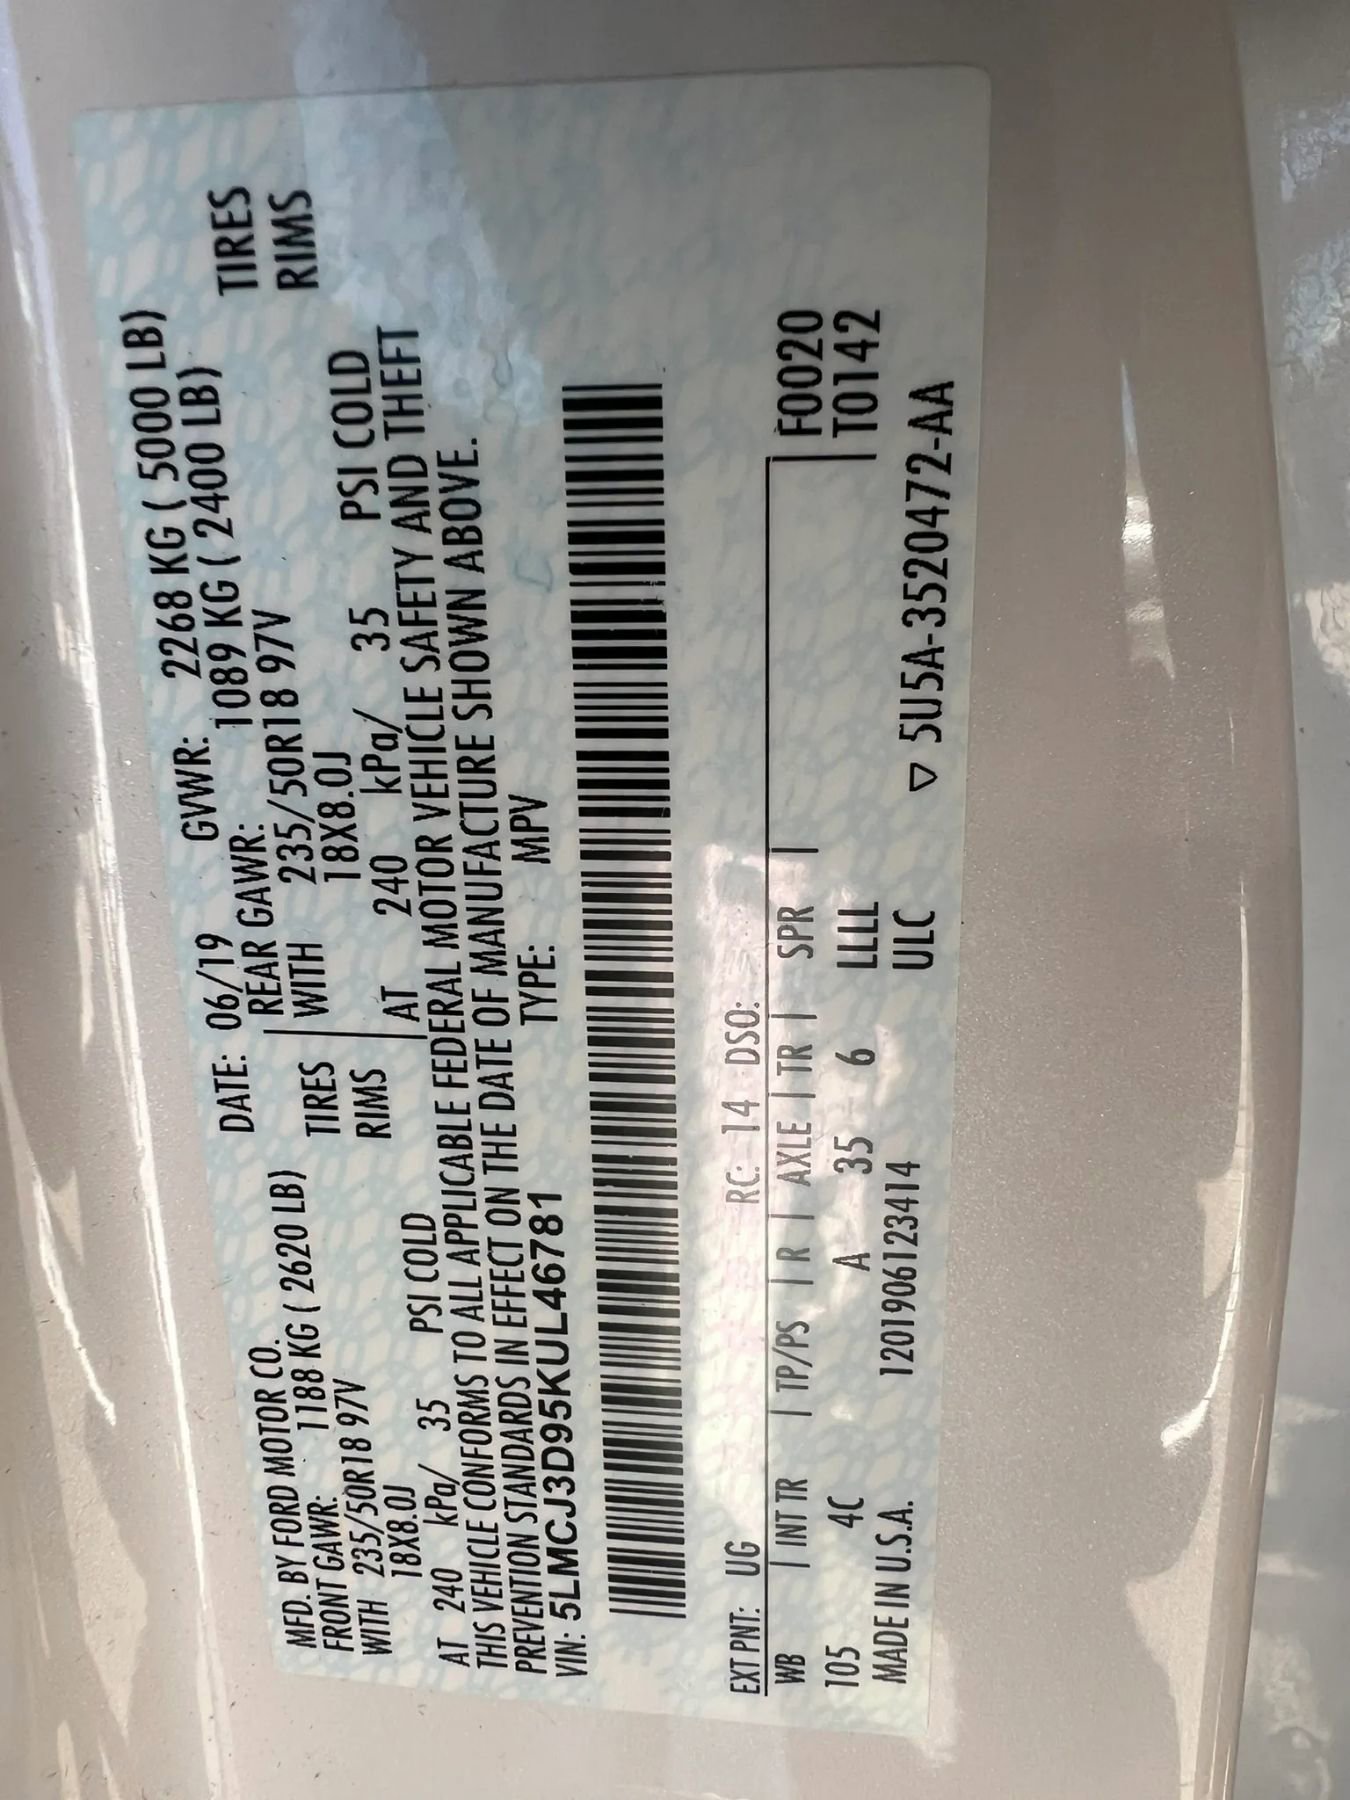 MFD. BY FORD MOTOR CO. DATE: 06/19 GVWR: 2268 KG ( 5000 LB)
FRONT GAWR: 1188 KG ( 2620 LB) REAR GAWR: 1089 KG ( 2400 LB)
WITH 235/50R18 97V TIRES WITH 235/50R18 97V TIRES
18X8.0J RIMS 18X8.0J RIMS
AT 240 kPa/ 35 PSI COLD AT 240 kPa/ 35 PSI COLD
THIS VEHICLE CONFORMS TO ALL APPLICABLE FEDERAL MOTOR VEHICLE SAFETY AND THEFT
PREVENTION STANDARDS IN EFFECT ON THE DATE OF MANUFACTURE SHOWN ABOVE.
VIN: 5LMCJ3D95KUL46781 TYPE: MPV
EXT PNT: UG RC: 14 DSO:
WB | INT TR | TP/PS | R | AXLE | TR | SPR | F0020
105 4C A 35 6 LLLL T0142
MADE IN U.S.A. 120190612341​4 ULC
▽ 5U5A-3520472-AA